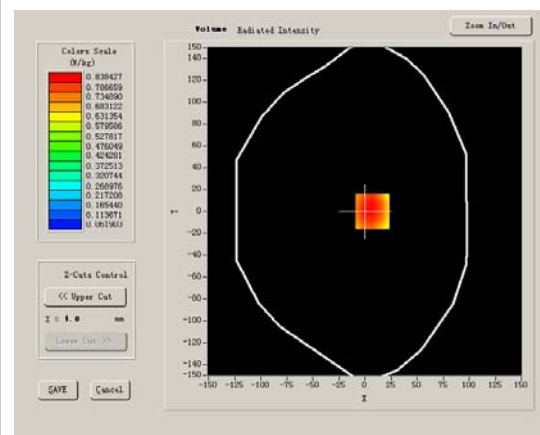 Volume Radiated Intensity
Zoom In/Out
Colors Scale
(W/kg)
0.838427
0.786659
0.734890
0.683122
0.631354
0.579586
0.527817
0.476049
0.424281
0.372513
0.320744
0.268976
0.217208
0.165440
0.113671
0.061903
Z-Cuts Control
<< Upper Cut
Z = 4.0 mm
Lower Cut >>
SAVE
Cancel
150
140
120
100
80
60
40
20
0
-20
-40
-60
-80
-100
-120
-140
-150
Y
-150 -125 -100 -75 -50 -25 0 25 50 75 100 125 150
X